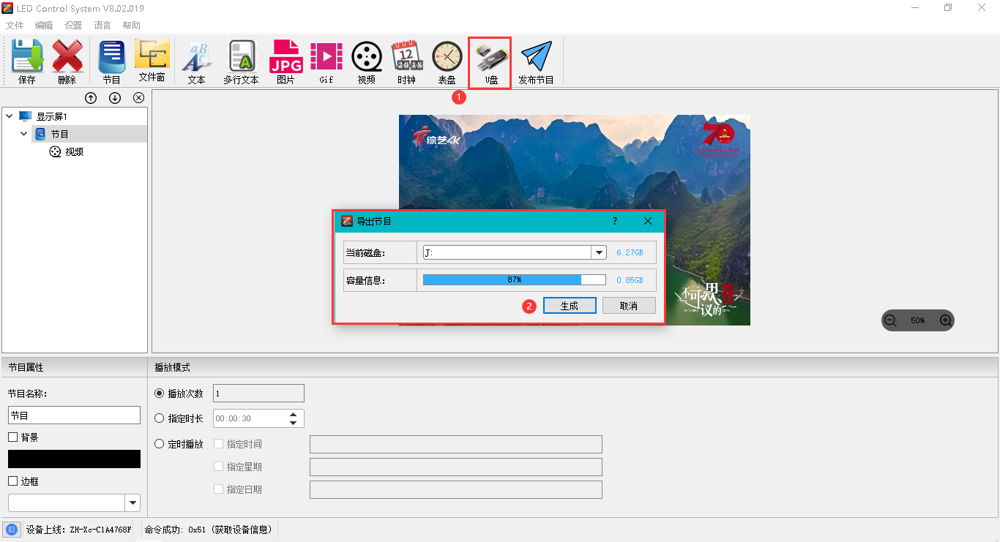 LED Control System V8.02.019
文件 编辑 设置 语言 帮助
保存 删除 节目 文件窗 文本 多行文本 JPG 图片 Gif 视频 12 2018 时钟 表盘 U盘 发布节目
1
显示屏1
节目
视频
综艺4K
70
导出节目 ?
当前磁盘: J: 6.27GB
容量信息: 87% 0.85GB
2 生成 取消
不可思议的
50%
节目属性 播放模式
节目名称: 播放次数 1
节目
指定时长 00:00:30
背景
定时播放 指定时间
指定星期
边框
指定日期
设备上线: ZH-Xc-C1A4768F 命令成功: 0x51 (获取设备信息)